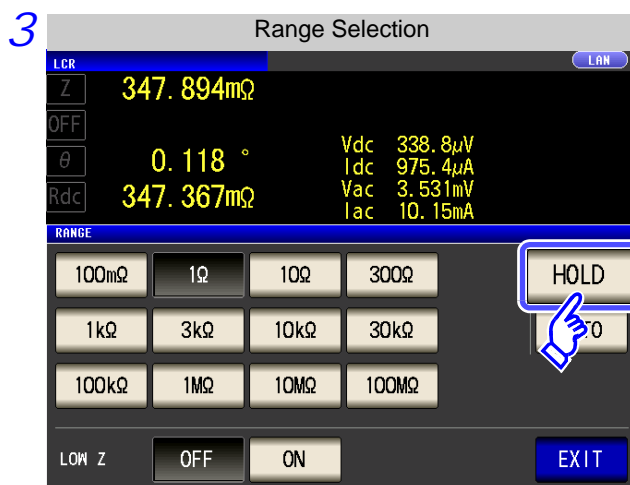 3
Range Selection
LCR
LAN
Z 347.894mΩ
OFF
θ 0.118 °
Rdc 347.367mΩ
Vdc 338.8μV
Idc 975.4μA
Vac 3.531mV
Iac 10.15mA
RANGE
100mΩ 1Ω 10Ω 300Ω HOLD
1kΩ 3kΩ 10kΩ 30kΩ
100kΩ 1MΩ 10MΩ 100MΩ
LOW Z OFF ON EXIT